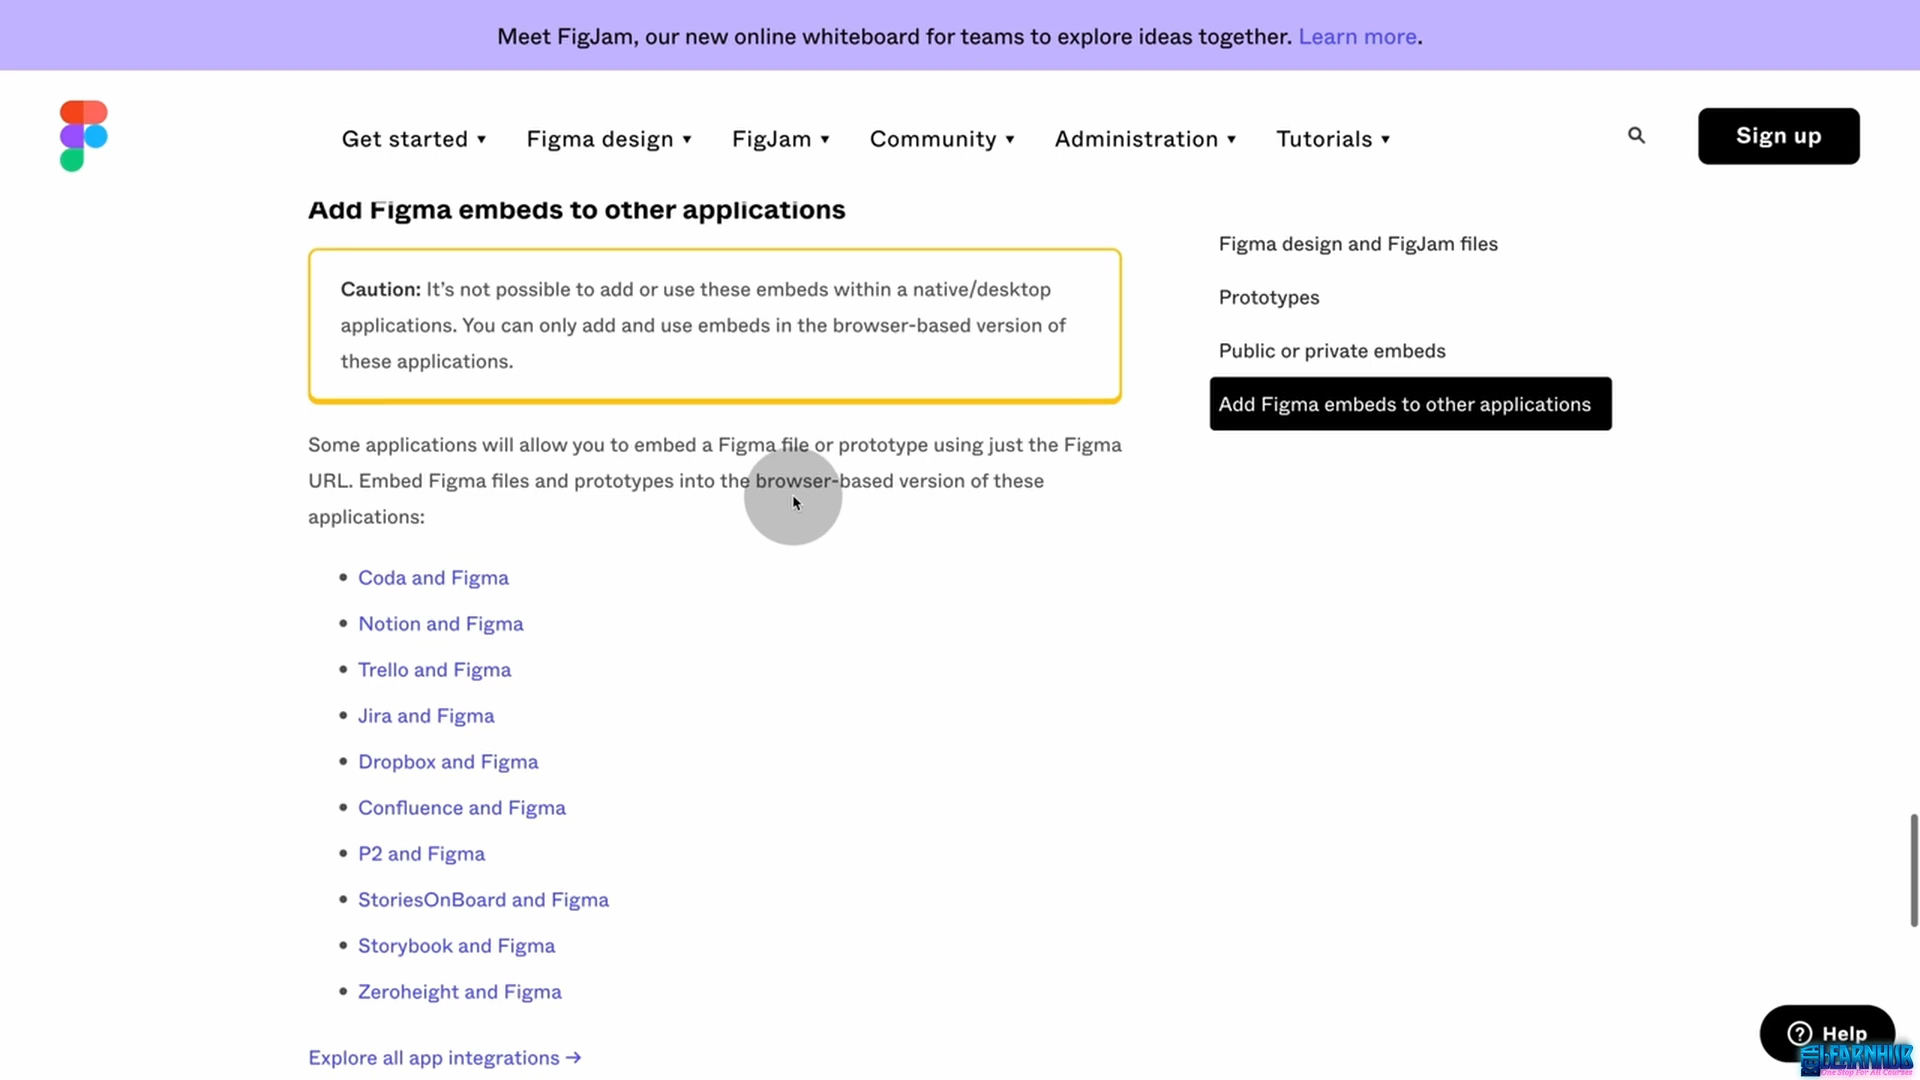 Meet FigJam, our new online whiteboard for teams to explore ideas together. Learn more.
Get started ▾ Figma design ▾ FigJam ▾ Community ▾ Administration ▾ Tutorials ▾ Sign up
Add Figma embeds to other applications
Caution: It's not possible to add or use these embeds within a native/desktop
applications. You can only add and use embeds in the browser-based version of
these applications.
Some applications will allow you to embed a Figma file or prototype using just the Figma
URL. Embed Figma files and prototypes into the browser-based version of these
applications:
• Coda and Figma
• Notion and Figma
• Trello and Figma
• Jira and Figma
• Dropbox and Figma
• Confluence and Figma
• P2 and Figma
• StoriesOnBoard and Figma
• Storybook and Figma
• Zeroheight and Figma
Explore all app integrations →
Figma design and FigJam files
Prototypes
Public or private embeds
Add Figma embeds to other applications
? Help
LEARNHUB
One Stop For All Courses